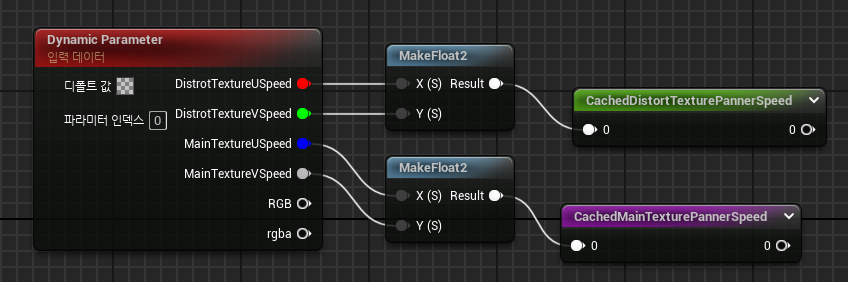 Dynamic Parameter
입력 데이터
디폴트 값
파라미터 인덱스 0
DistrotTextureUSpeed
DistrotTextureVSpeed
MainTextureUSpeed
MainTextureVSpeed
RGB
rgba
MakeFloat2
X (S) Result
Y (S)
MakeFloat2
X (S) Result
Y (S)
CachedDistortTexturePannerSpeed
0 0
CachedMainTexturePannerSpeed
0 0